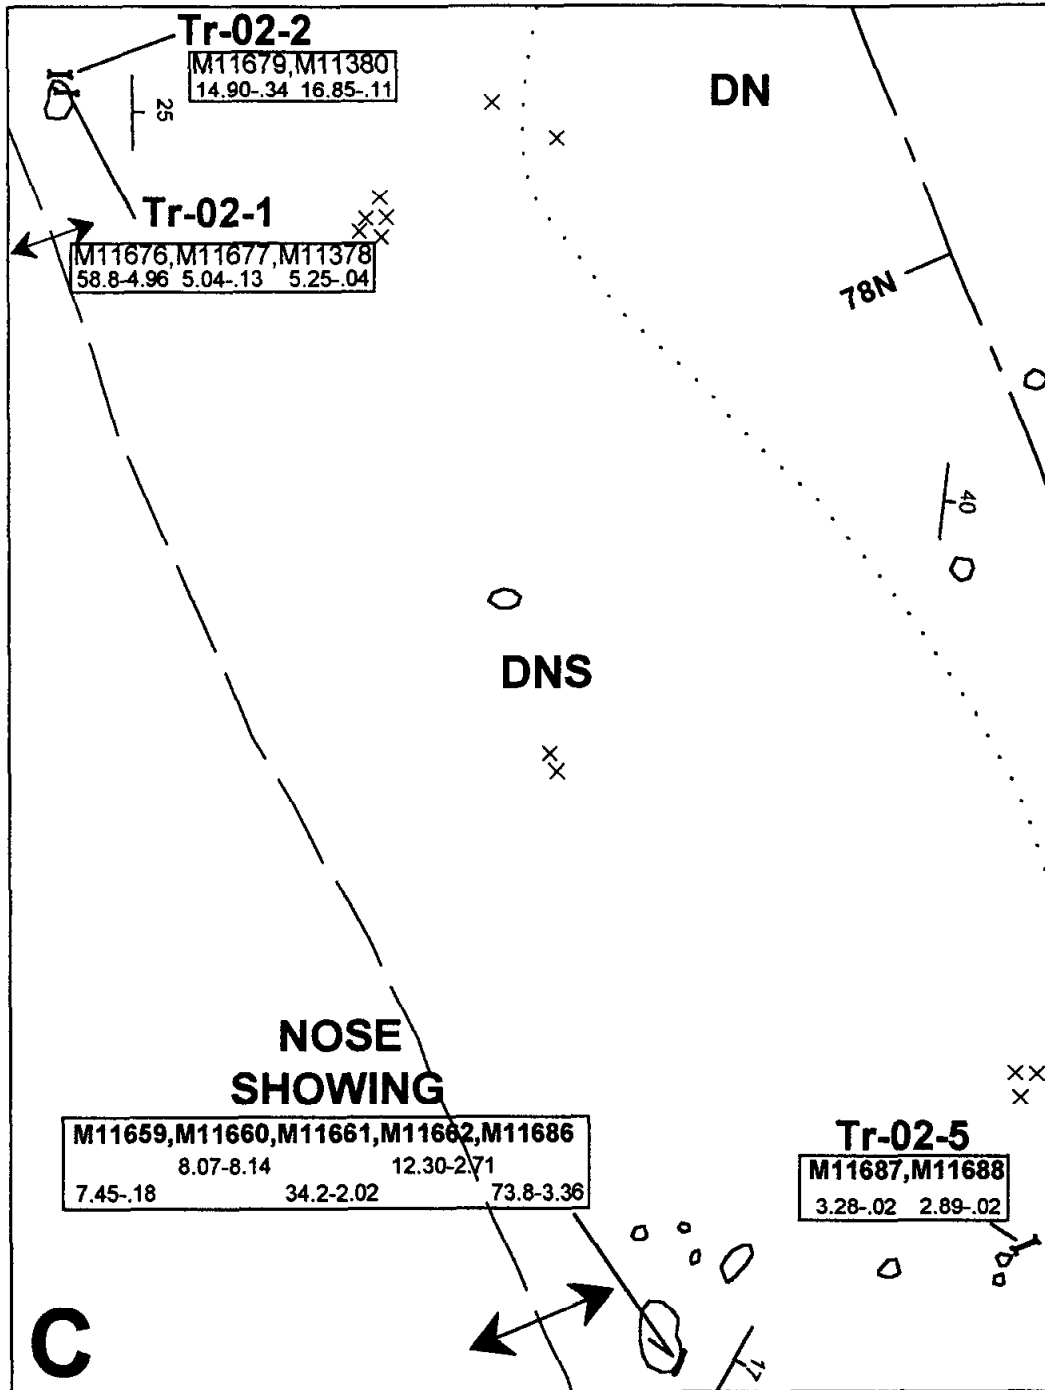 Tr-02-2
M11679,M11380
14.90-.34 16.85-.11
DN
25
Tr-02-1
M11676,M11677,M11378
58.8-4.96 5.04-.13 5.25-.04
78N
40
DNS
NOSE
SHOWING
M11659,M11660,M11661,M11662,M11686
8.07-8.14 12.30-2.71
7.45-.18 34.2-2.02 73.8-3.36
Tr-02-5
M11687,M11688
3.28-.02 2.89-.02
17
C